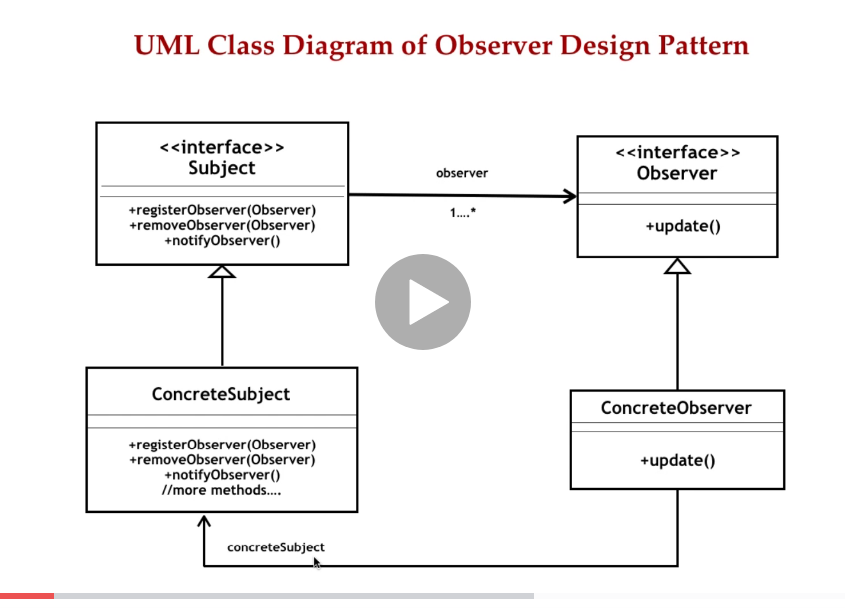 UML Class Diagram of Observer Design Pattern
<<interface>>
Subject
+registerObserver(Observer)
+removeObserver(Observer)
+notifyObserver()
observer
1....*
<<interface>>
Observer
+update()
ConcreteSubject
+registerObserver(Observer)
+removeObserver(Observer)
+notifyObserver()
//more methods....
ConcreteObserver
+update()
concreteSubject